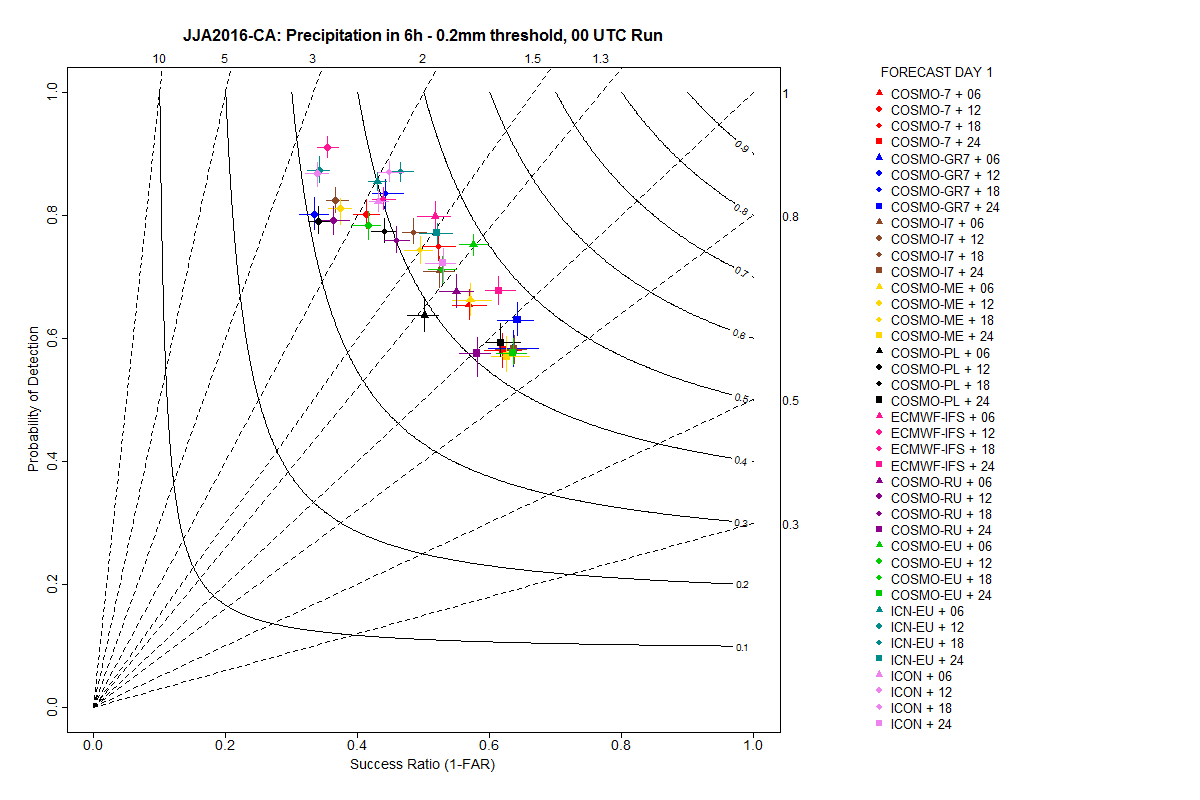 JJA2016-CA: Precipitation in 6h - 0.2mm threshold, 00 UTC Run
10 5 3 2 1.5 1.3
1
0.8
0.5
0.3
0.9
0.8
0.7
0.6
0.5
0.4
0.3
0.2
0.1
1.0
0.8
0.6
0.4
0.2
0.0
Probability of Detection
0.0 0.2 0.4 0.6 0.8 1.0
Success Ratio (1-FAR)
FORECAST DAY 1
COSMO-7 + 06
COSMO-7 + 12
COSMO-7 + 18
COSMO-7 + 24
COSMO-GR7 + 06
COSMO-GR7 + 12
COSMO-GR7 + 18
COSMO-GR7 + 24
COSMO-I7 + 06
COSMO-I7 + 12
COSMO-I7 + 18
COSMO-I7 + 24
COSMO-ME + 06
COSMO-ME + 12
COSMO-ME + 18
COSMO-ME + 24
COSMO-PL + 06
COSMO-PL + 12
COSMO-PL + 18
COSMO-PL + 24
ECMWF-IFS + 06
ECMWF-IFS + 12
ECMWF-IFS + 18
ECMWF-IFS + 24
COSMO-RU + 06
COSMO-RU + 12
COSMO-RU + 18
COSMO-RU + 24
COSMO-EU + 06
COSMO-EU + 12
COSMO-EU + 18
COSMO-EU + 24
ICN-EU + 06
ICN-EU + 12
ICN-EU + 18
ICN-EU + 24
ICON + 06
ICON + 12
ICON + 18
ICON + 24